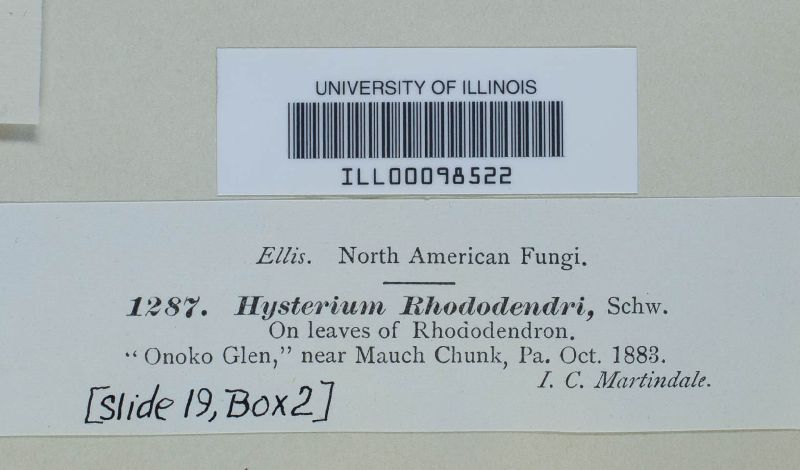 UNIVERSITY OF ILLINOIS
ILL00098522
Ellis. North American Fungi.
1287. Hysterium Rhododendri, Schw.
On leaves of Rhododendron.
"Onoko Glen," near Mauch Chunk, Pa. Oct. 1883.
I. C. Martindale.
[slide 19, Box 2]